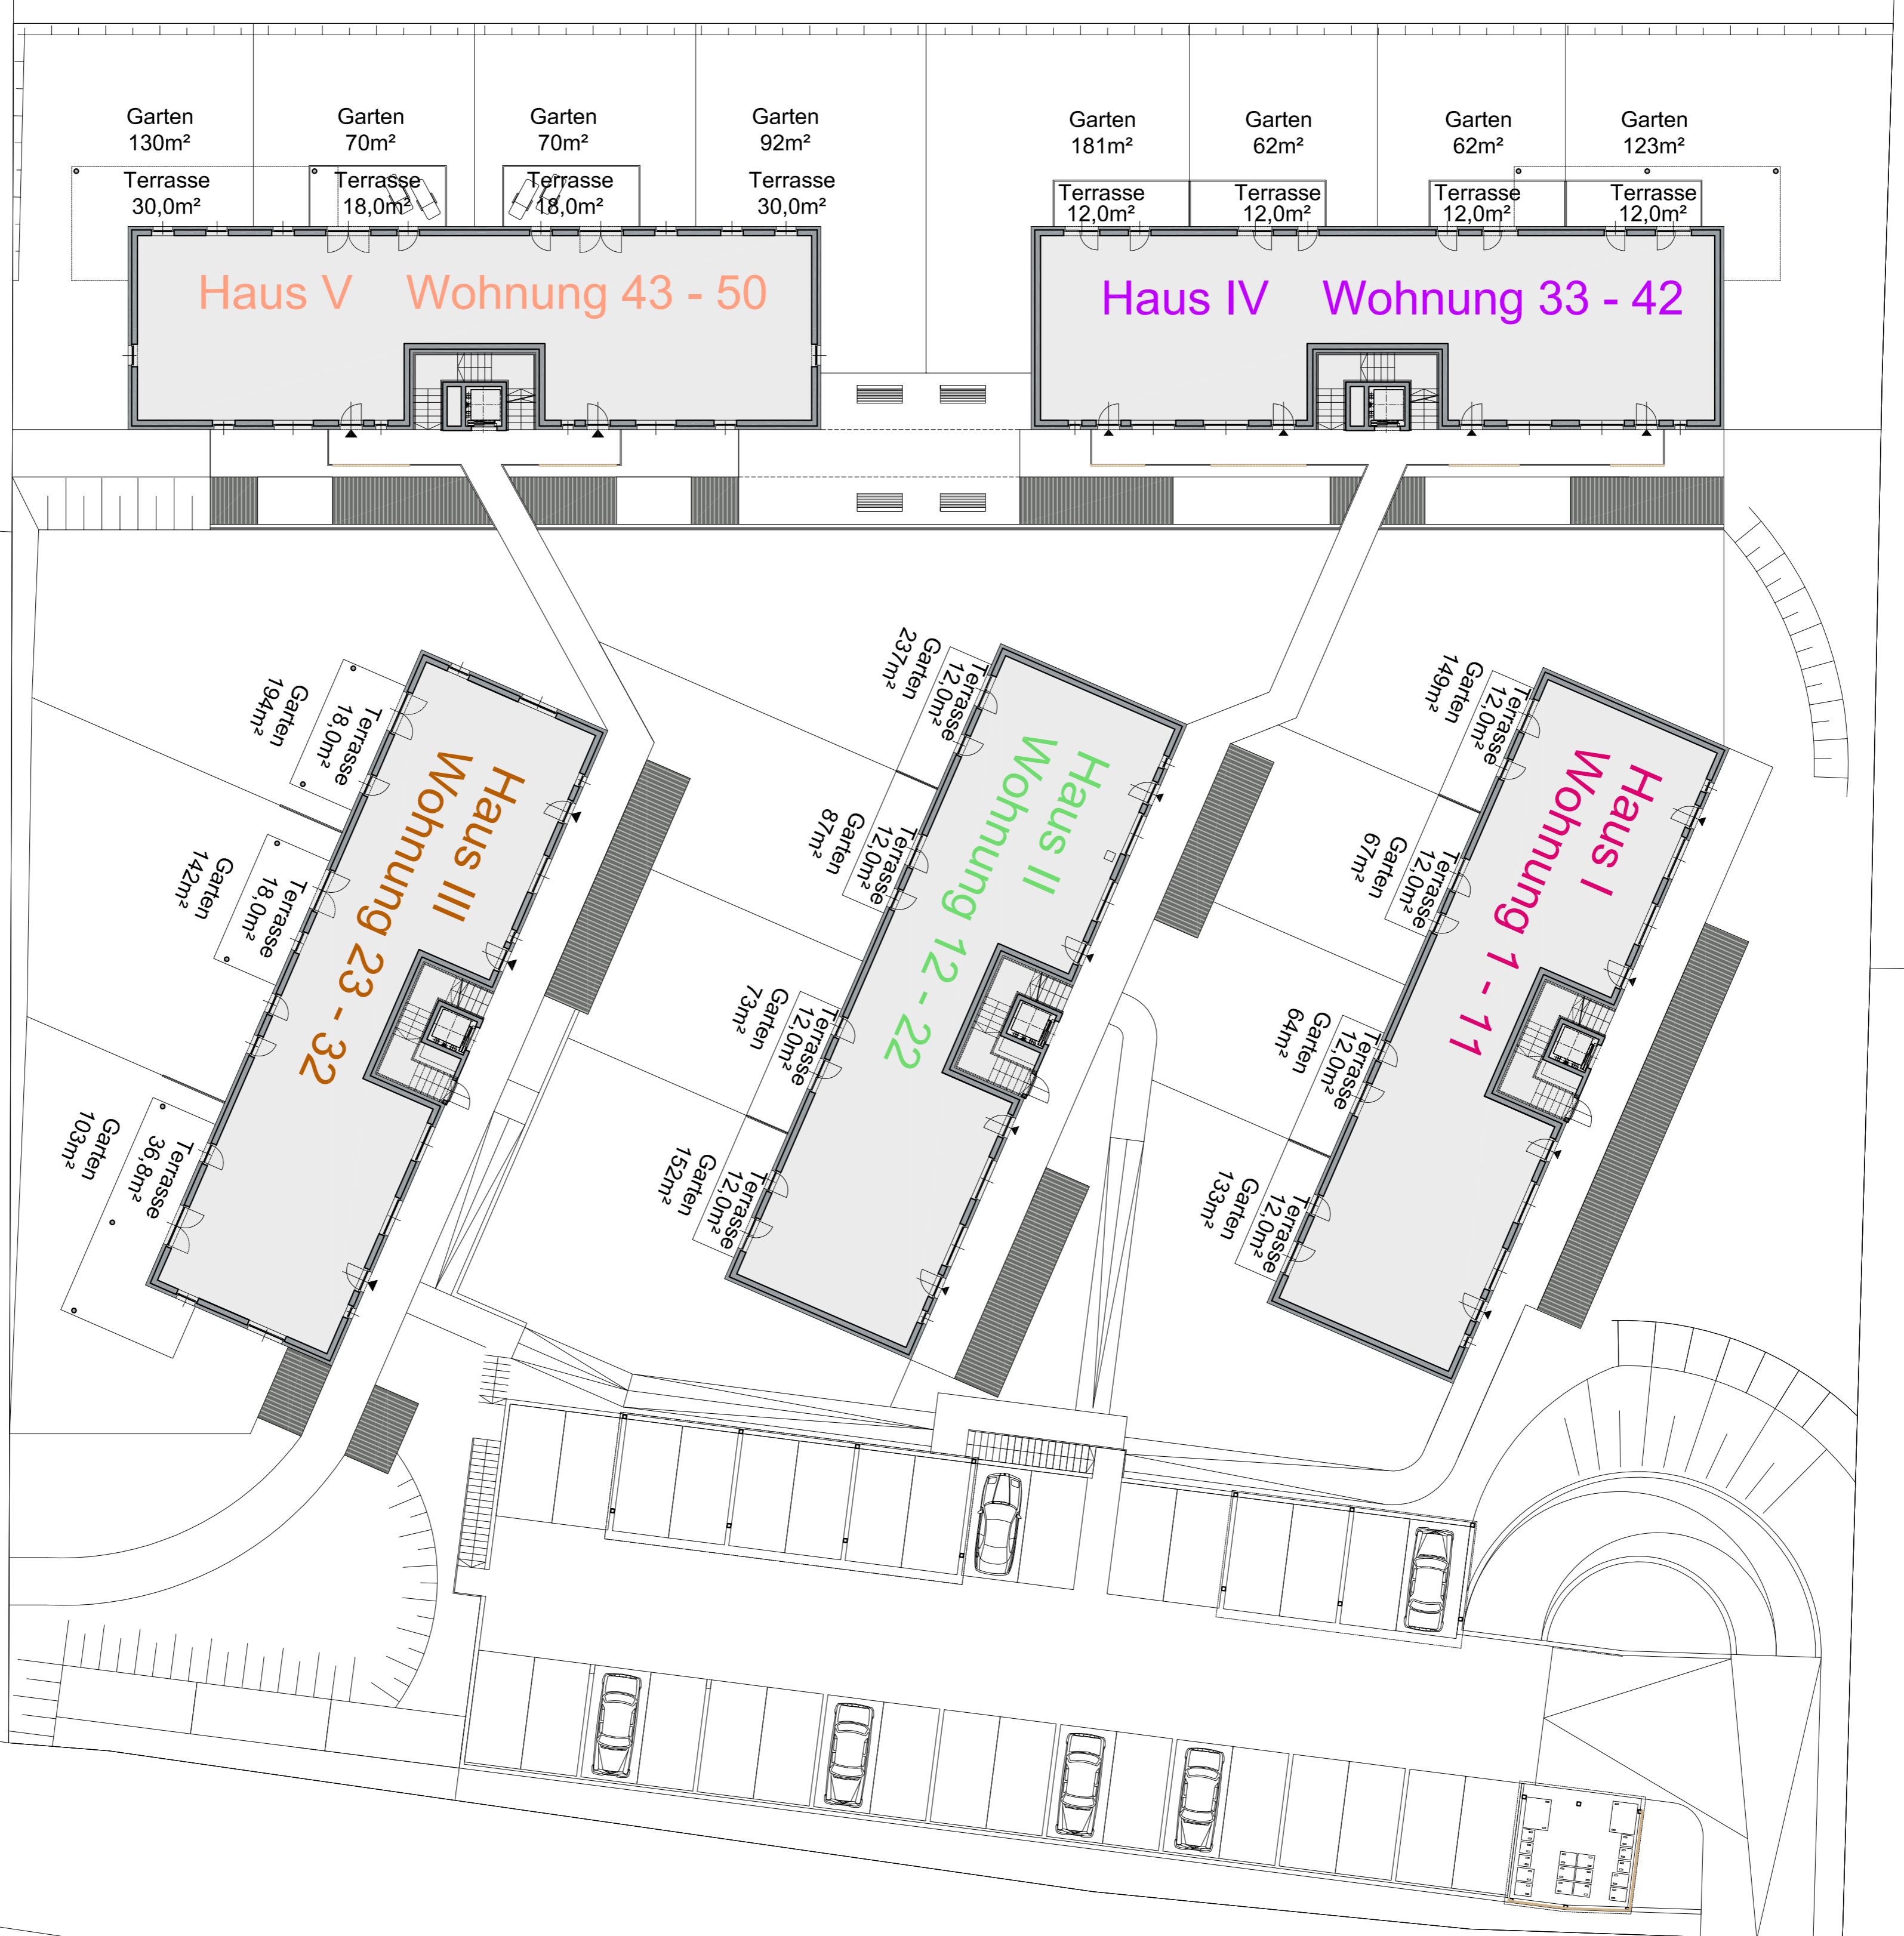 Garten
130m²
Terrasse
30,0m²
Garten
70m²
Terrasse
18,0m²
Garten
70m²
Terrasse
18,0m²
Garten
92m²
Terrasse
30,0m²
Garten
181m²
Terrasse
12,0m²
Garten
62m²
Terrasse
12,0m²
Garten
62m²
Terrasse
12,0m²
Garten
123m²
Terrasse
12,0m²
Haus V Wohnung 43 - 50
Haus IV Wohnung 33 - 42
Garten
194m²
Terrasse
18,0m²
Garten
142m²
Terrasse
18,0m²
Garten
103m²
Terrasse
36,8m²
Haus III
Wohnung 23 - 32
Garten
237m²
Terrasse
12,0m²
Garten
87m²
Terrasse
12,0m²
Garten
73m²
Terrasse
12,0m²
Garten
152m²
Terrasse
12,0m²
Haus II
Wohnung 12 - 22
Garten
149m²
Terrasse
12,0m²
Garten
67m²
Terrasse
12,0m²
Garten
64m²
Terrasse
12,0m²
Garten
133m²
Terrasse
12,0m²
Haus I
Wohnung 1 - 11